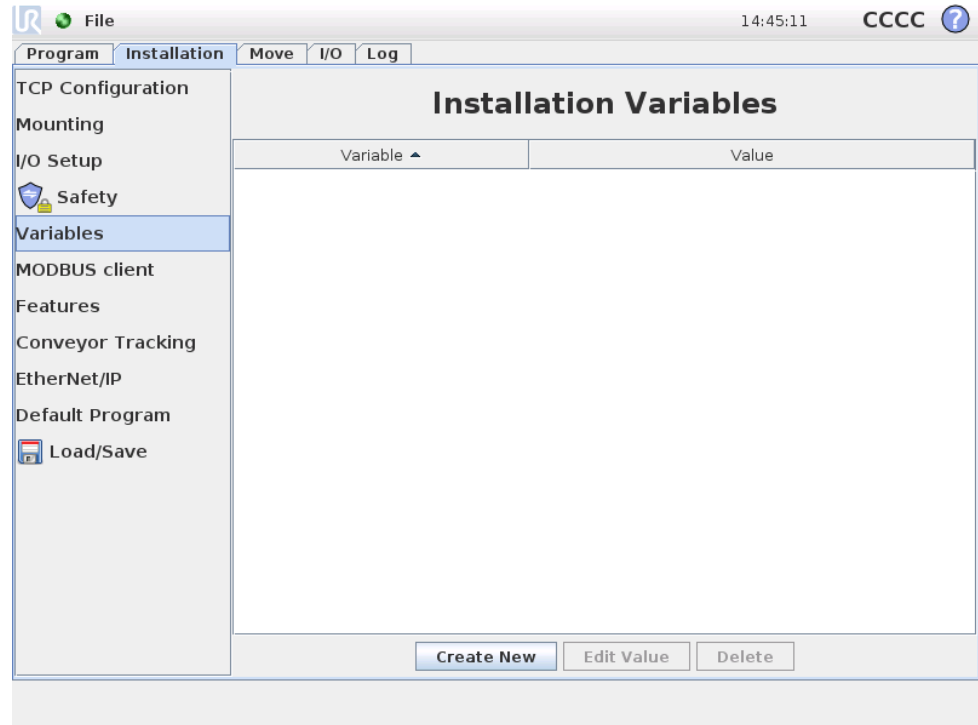 UR File 14:45:11 CCCC ?
Program Installation Move I/O Log
TCP Configuration
Mounting
I/O Setup
Safety
Variables
MODBUS client
Features
Conveyor Tracking
EtherNet/IP
Default Program
Load/Save
Installation Variables
Variable Value
Create New Edit Value Delete